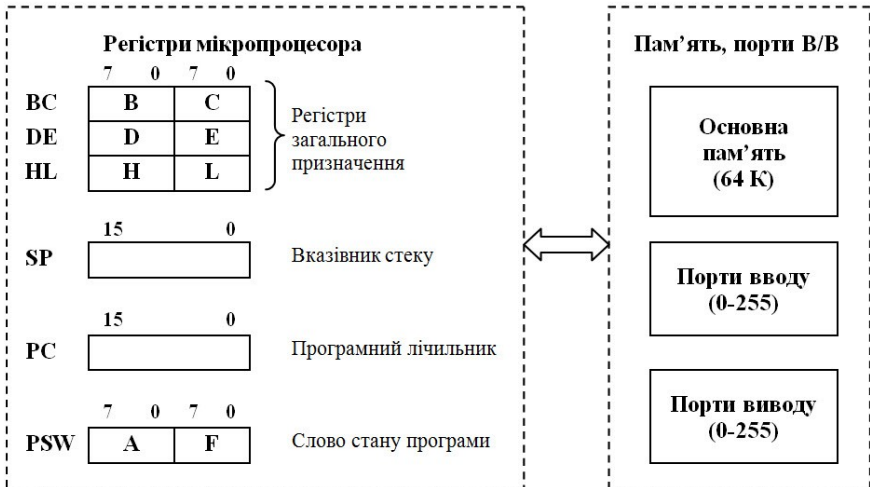 Регістри мікропроцесора
7 0 7 0
BC B C
DE D E
HL H L
Регістри
загального
призначення
15 0
SP Вказівник стеку
15 0
PC Програмний лічильник
7 0 7 0
PSW A F Слово стану програми
Пам’ять, порти В/В
Основна
пам’ять
(64 К)
Порти вводу
(0-255)
Порти виводу
(0-255)